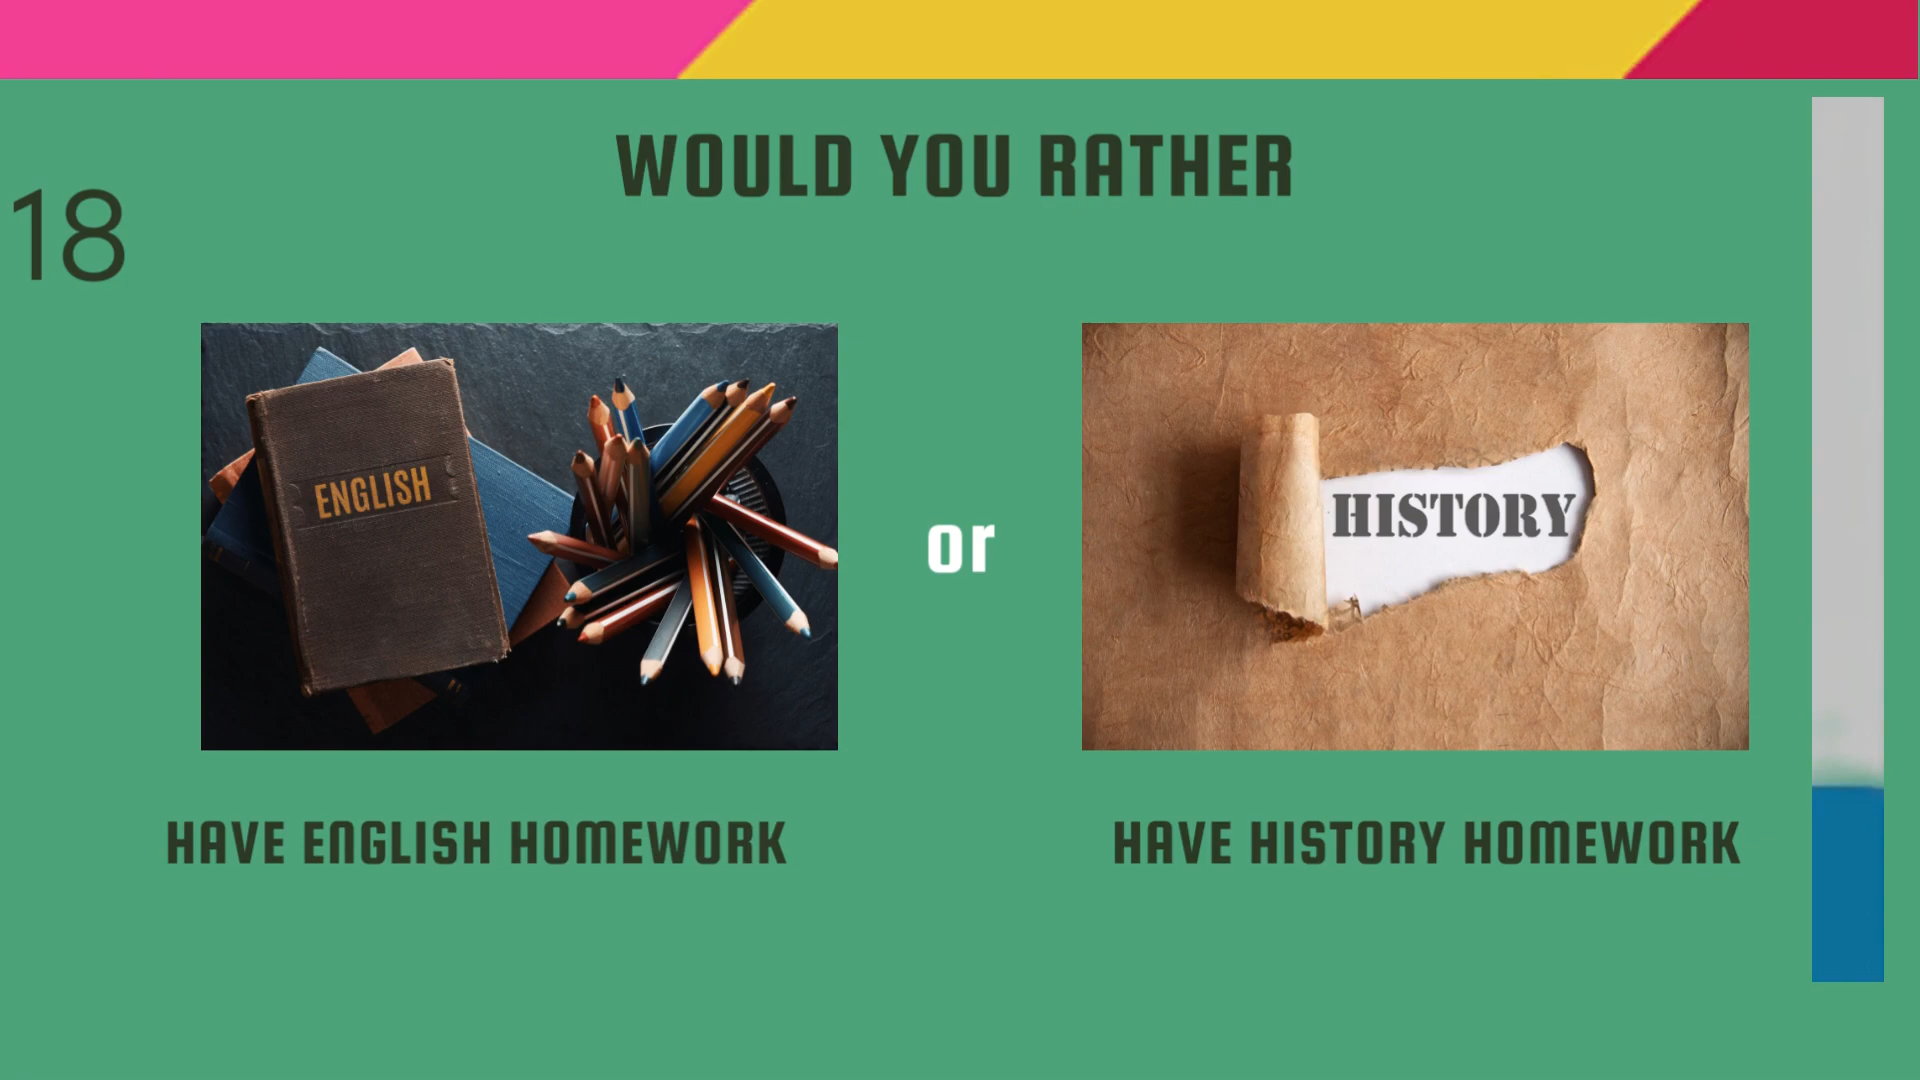 WOULD YOU RATHER
18
ENGLISH
or
HISTORY
HAVE ENGLISH HOMEWORK
HAVE HISTORY HOMEWORK